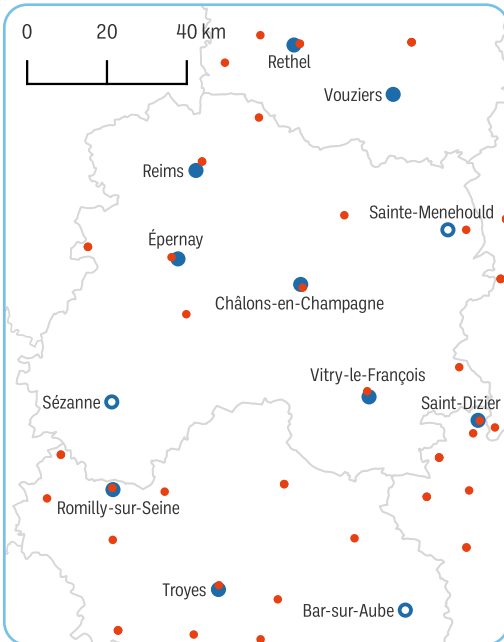 0 20 40 km
Rethel
Vouziers
Reims
Sainte-Menehould
Épernay
Châlons-en-Champagne
Vitry-le-François
Sézanne
Saint-Dizier
Romilly-sur-Seine
Troyes
Bar-sur-Aube